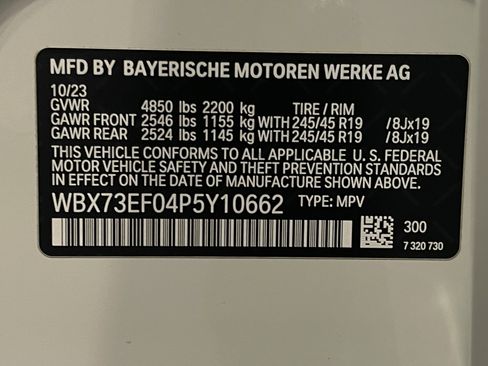 MFD BY BAYERISCHE MOTOREN WERKE AG
10/23
GVWR 4850 lbs 2200 kg TIRE / RIM
GAWR FRONT 2546 lbs 1155 kg WITH 245/45 R19 /8Jx19
GAWR REAR 2524 lbs 1145 kg WITH 245/45 R19 /8Jx19
THIS VEHICLE CONFORMS TO ALL APPLICABLE U. S. FEDERAL
MOTOR VEHICLE SAFETY AND THEFT PREVENTION STANDARDS
IN EFFECT ON THE DATE OF MANUFACTURE SHOWN ABOVE.
WBX73EF04P5Y10662 TYPE: MPV
300
7 320 730